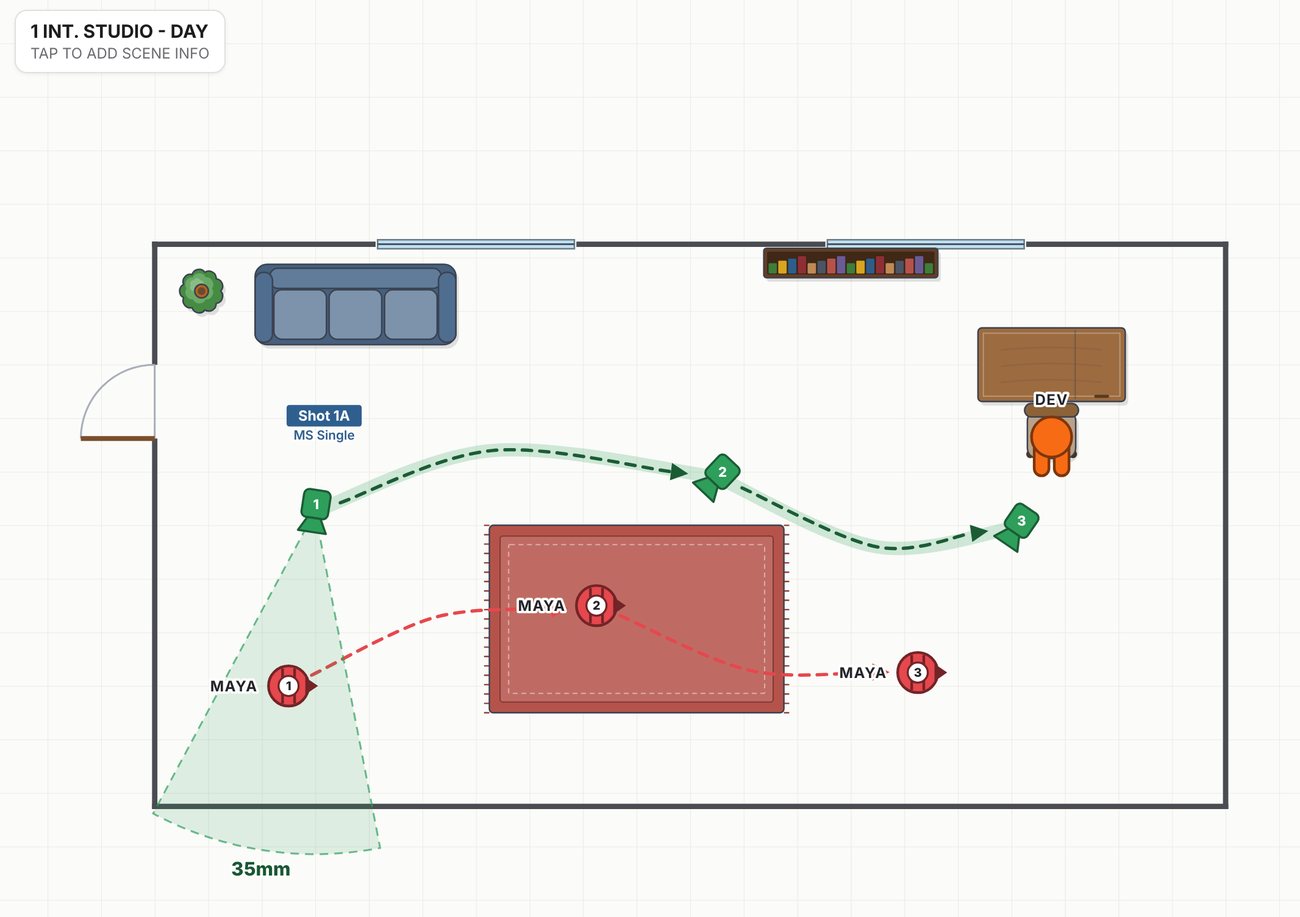 1 INT. STUDIO - DAY
TAP TO ADD SCENE INFO
DEV
Shot 1A
MS Single
1
2
3
MAYA 2
MAYA 3
MAYA 1
35mm